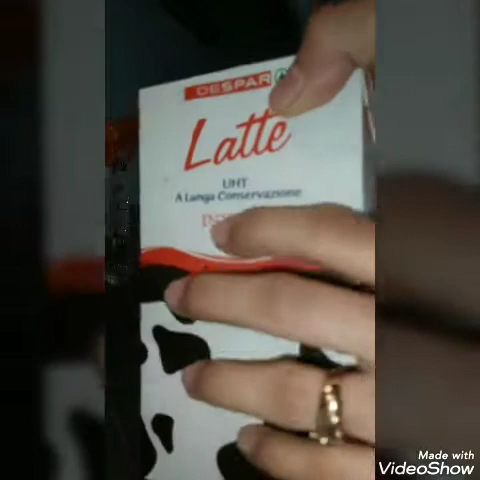 DESPAR
Latte
UHT
A Lunga Conservazione
Made with
VideoShow